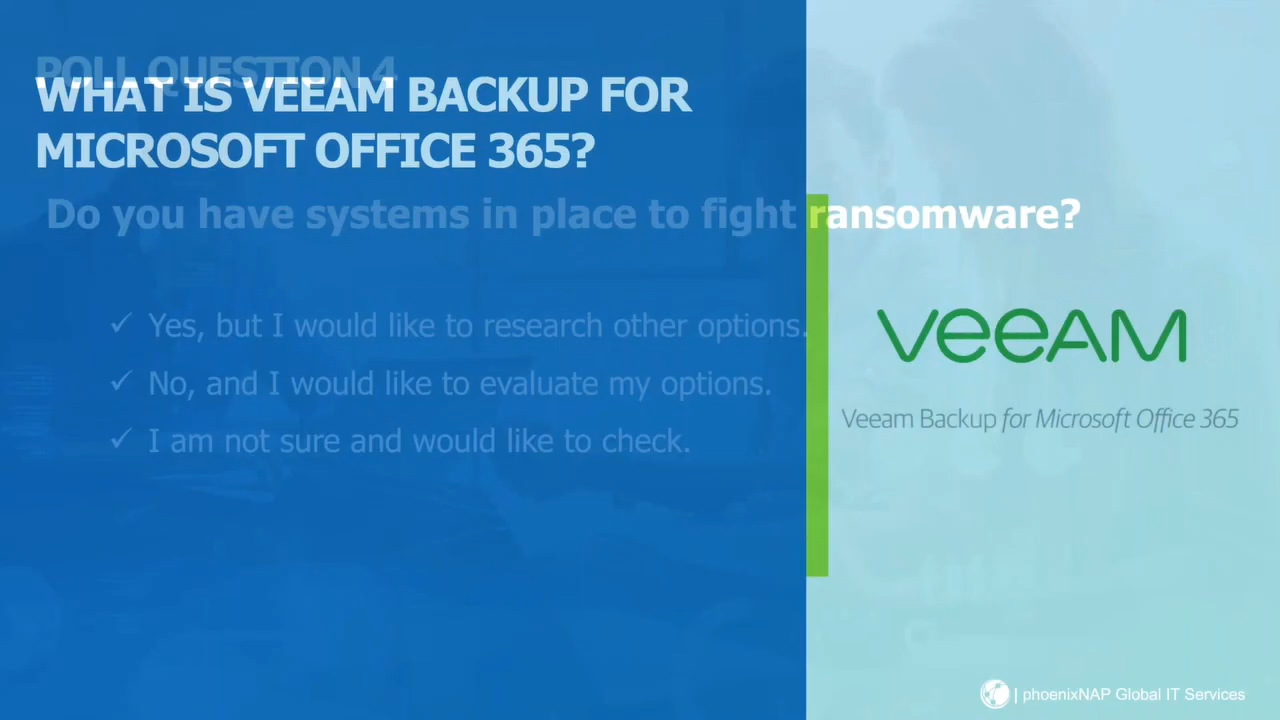 POLL QUESTION 4
WHAT IS VEEAM BACKUP FOR
MICROSOFT OFFICE 365?
Do you have systems in place to fight ransomware?
✓ Yes, but I would like to research other options.
✓ No, and I would like to evaluate my options.
✓ I am not sure and would like to check.
veeAM
Veeam Backup for Microsoft Office 365
| phoenixNAP Global IT Services